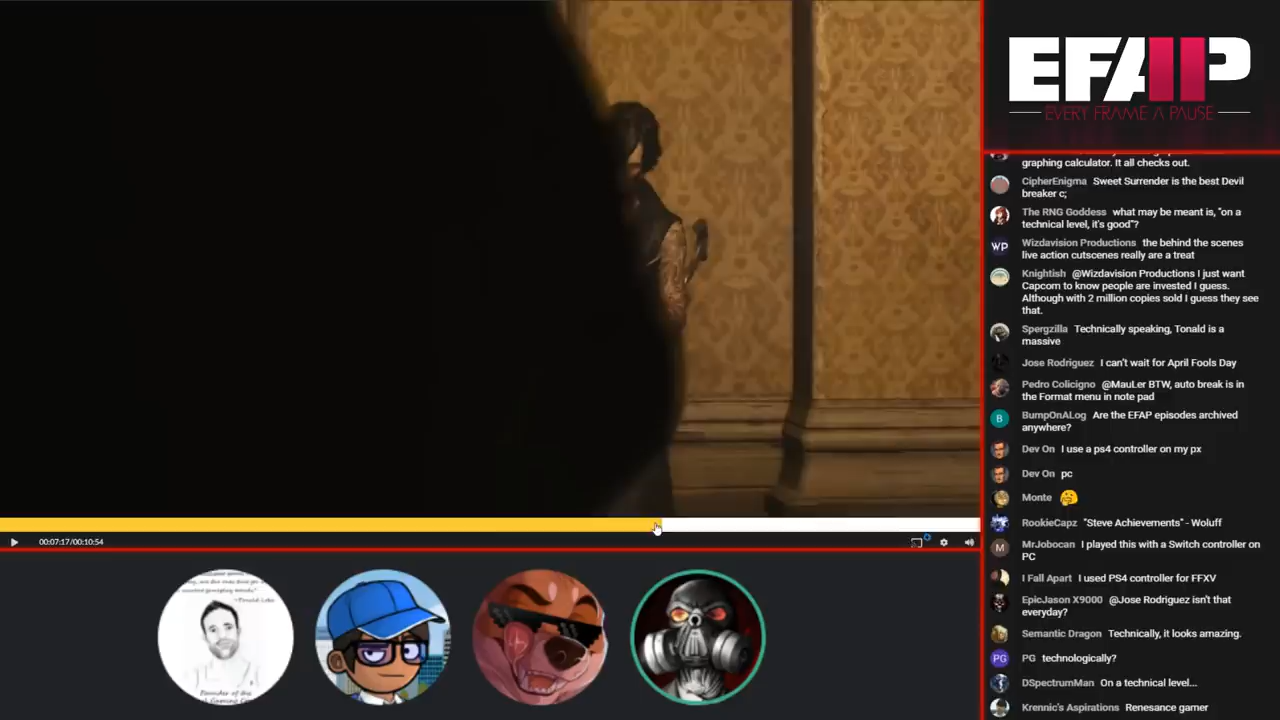 EFAP
EVERY FRAME A PAUSE
graphing calculator. It all checks out.
CipherEnigma Sweet Surrender is the best Devil
breaker c;
The RNG Goddess what may be meant is, "on a
technical level, it's good"?
WP Wizdavision Productions the behind the scenes
live action cutscenes really are a treat
Knightish @Wizdavision Productions I just want
Capcom to know people are invested I guess.
Although with 2 million copies sold I guess they see
that.
Spergzilla Technically speaking, Tonald is a
massive
Jose Rodriguez I can't wait for April Fools Day
Pedro Colicigno @MauLer BTW, auto break is in
the Format menu in note pad
B BumpOnALog Are the EFAP episodes archived
anywhere?
Dev On I use a ps4 controller on my px
Dev On pc
Monte 🤔
RookieCapz "Steve Achievements" - Woluff
M MrJobocan I played this with a Switch controller on
PC
I Fall Apart I used PS4 controller for FFXV
EpicJason X9000 @Jose Rodriguez isn't that
everyday?
Semantic Dragon Technically, it looks amazing.
PG PG technologically?
DSpectrumMan On a technical level...
Krennic's Aspirations Renesance gamer
00:07:17/00:10:54
Founder of the